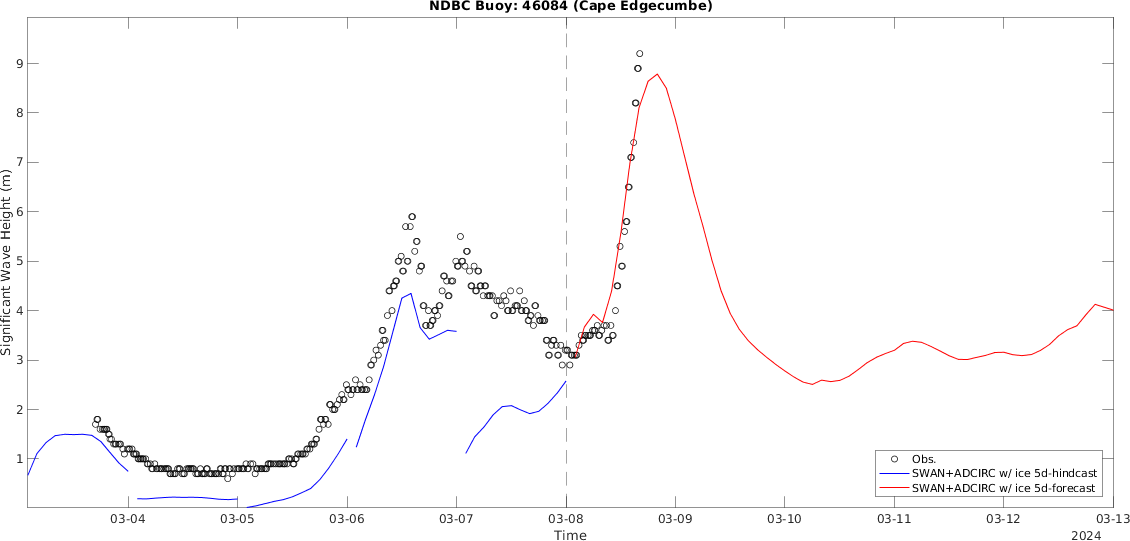 NDBC Buoy: 46084 (Cape Edgecumbe)
Significant Wave Height (m)
9
8
7
6
5
4
3
2
1
Obs.
SWAN+ADCIRC w/ ice 5d-hindcast
SWAN+ADCIRC w/ ice 5d-forecast
03-04 03-05 03-06 03-07 03-08 03-09 03-10 03-11 03-12 03-13
Time
2024